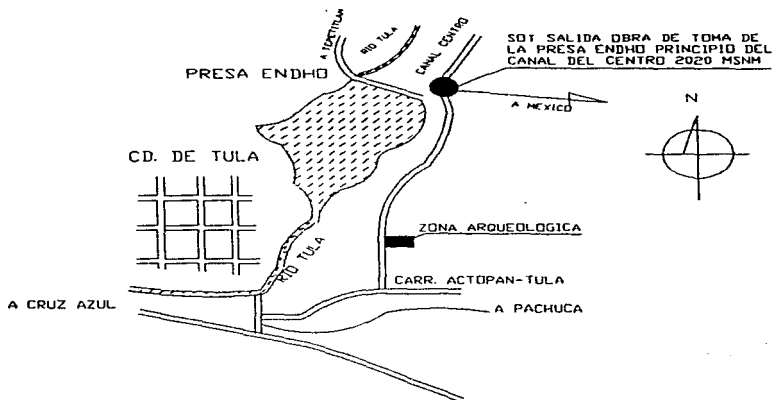 A TEPETITLAN
RIO TULA
CANAL CENTRO
SOT SALIDA OBRA DE TOMA DE
LA PRESA ENDHO PRINCIPIO DEL
CANAL DEL CENTRO 2020 MSNM
PRESA ENDHO
A MEXICO
N
CD. DE TULA
ZONA ARQUEOLOGICA
RIO TULA
CARR. ACTOPAN-TULA
A CRUZ AZUL
A PACHUCA